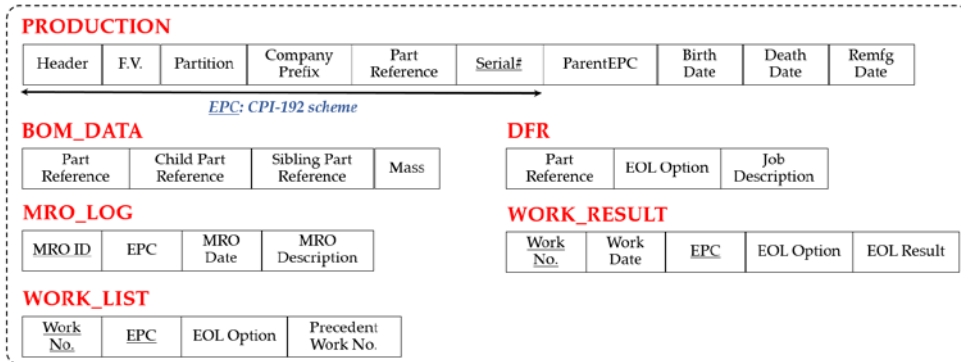 PRODUCTION
Header F.V. Partition Company Prefix Part Reference Serial# ParentEPC Birth Date Death Date Remfg Date
EPC: CPI-192 scheme
BOM_DATA
Part Reference Child Part Reference Sibling Part Reference Mass
DFR
Part Reference EOL Option Job Description
MRO_LOG
MRO ID EPC MRO Date MRO Description
WORK_RESULT
Work No. Work Date EPC EOL Option EOL Result
WORK_LIST
Work No. EPC EOL Option Precedent Work No.